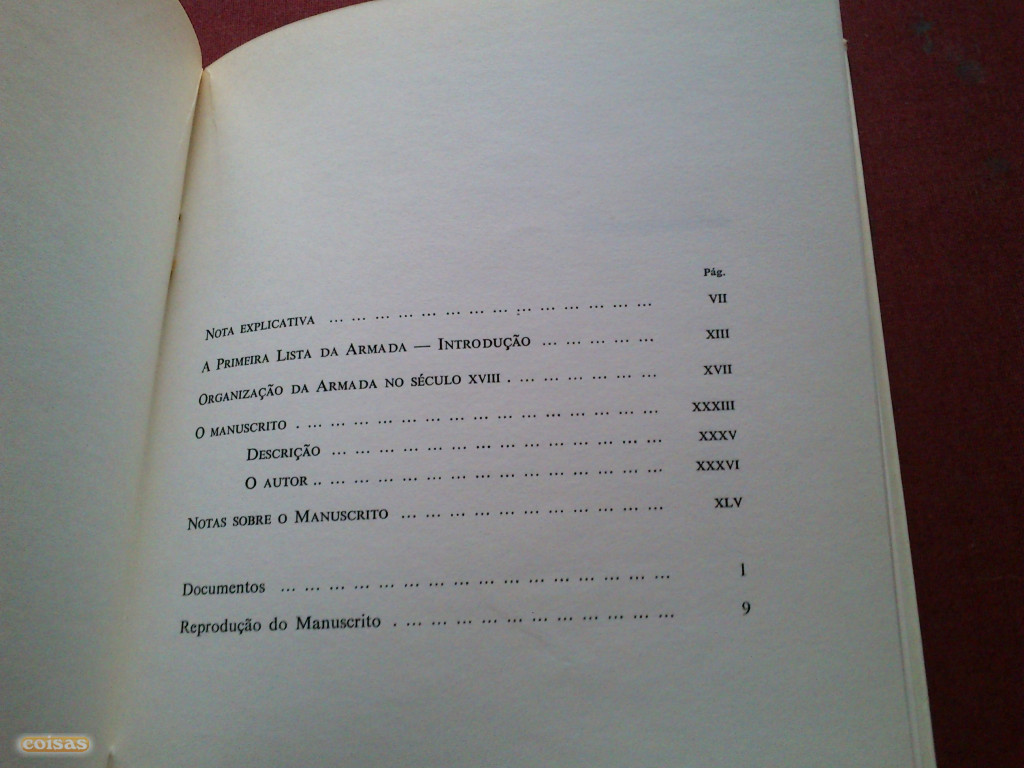 Pág.
NOTA EXPLICATIVA ... ... ... ... ... ... ... ... ... ... ... ... ... ... VII
A PRIMEIRA LISTA DA ARMADA — INTRODUÇÃO ... ... ... ... ... XIII
ORGANIZAÇÃO DA ARMADA NO SÉCULO XVIII . ... ... ... ... ... ... XVII
O MANUSCRITO . ... ... ... ... ... ... ... ... ... ... ... ... ... ... ... XXXIII
DESCRIÇÃO ... ... ... ... ... ... ... ... ... ... ... ... ... ... XXXV
O AUTOR .. ... ... ... ... ... ... ... ... ... ... ... ... ... ... XXXVI
NOTAS SOBRE O MANUSCRITO ... ... ... ... ... ... ... ... ... ... ... XLV
Documentos ... ... ... ... ... ... ... ... ... ... ... ... ... ... ... ... 1
Reprodução do Manuscrito . ... ... ... ... ... ... ... ... ... ... ... 9
coisas